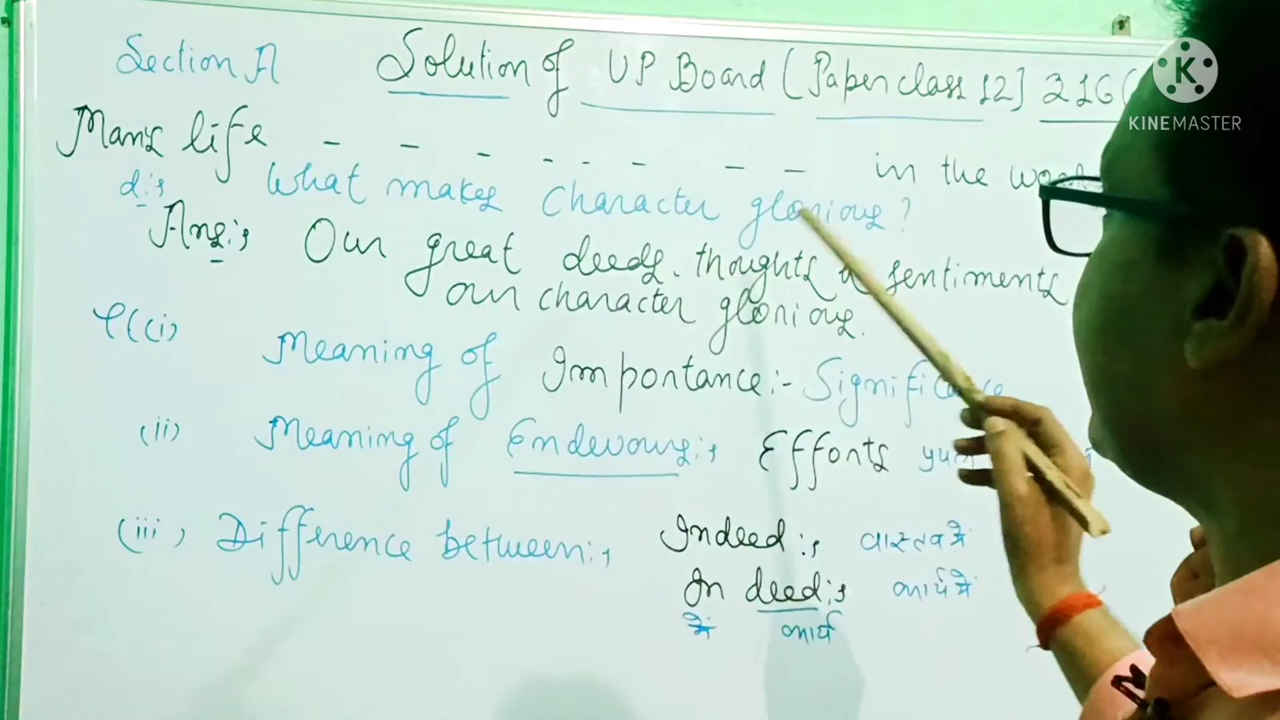 Section A Solution of UP Board (Paper class 12] 316(
KINEMASTER
Man's life _ _ _ _ _ _ _ _ in the
d:, What makes Character glorious?
Ans:, Our great deeds. thoughts & sentiments
our character glorious.
e((i) Meaning of Importance:- Significance
(ii) Meaning of Endevours:, Efforts
(iii) Difference between:, Indeed:, वास्तव में
In deed:, कार्य में
में कार्य